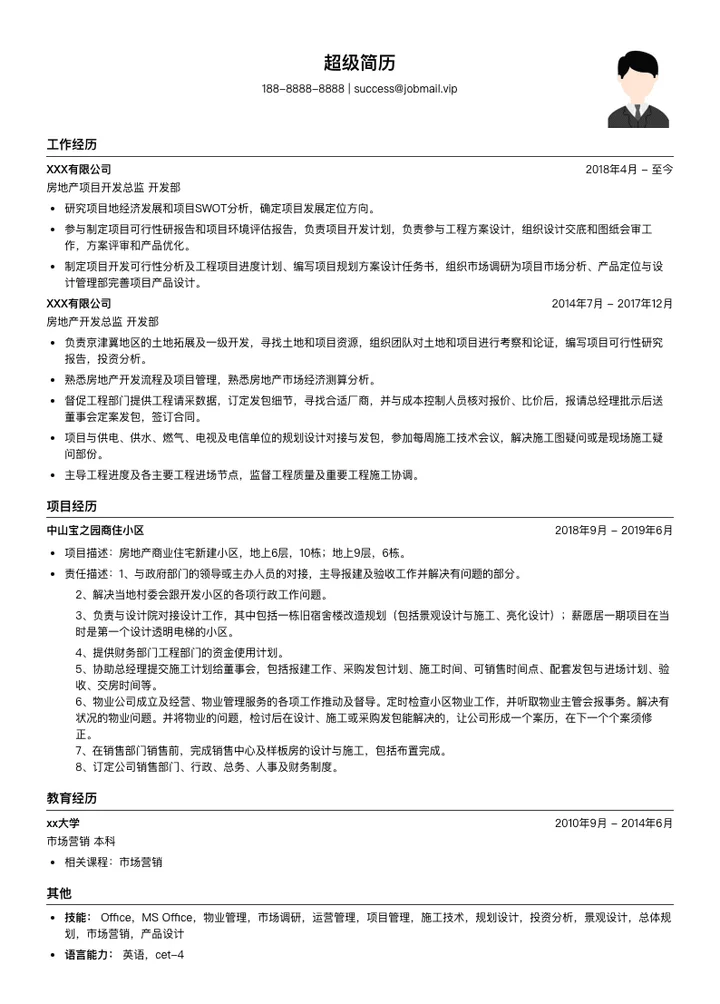 超级简历
188-8888-8888 | success@jobmail.vip
工作经历
XXX有限公司 2018年4月 – 至今
房地产项目开发总监 开发部
• 研究项目地经济发展和项目SWOT分析，确定项目发展定位方向。
• 参与制定项目可行性研报告和项目环境评估报告，负责项目开发计划，负责参与工程方案设计，组织设计交底和图纸会审工
作，方案评审和产品优化。
• 制定项目开发可行性分析及工程项目进度计划、编写项目规划方案设计任务书，组织市场调研为项目市场分析、产品定位与设
计管理部完善项目产品设计。
XXX有限公司 2014年7月 – 2017年12月
房地产开发总监 开发部
• 负责京津冀地区的土地拓展及一级开发，寻找土地和项目资源，组织团队对土地和项目进行考察和论证，编写项目可行性研究
报告，投资分析。
• 熟悉房地产开发流程及项目管理，熟悉房地产市场经济测算分析。
• 督促工程部门提供工程请采数据，订定发包细节，寻找合适厂商，并与成本控制人员核对报价、比价后，报请总经理批示后送
董事会定案发包，签订合同。
• 项目与供电、供水、燃气、电视及电信单位的规划设计对接与发包，参加每周施工技术会议，解决施工图疑问或是现场施工疑
问部份。
• 主导工程进度及各主要工程进场节点，监督工程质量及重要工程施工协调。
项目经历
中山宝之园商住小区 2018年9月 – 2019年6月
• 项目描述：房地产商业住宅新建小区，地上6层，10栋；地上9层，6栋。
• 责任描述：1、与政府部门的领导或主办人员的对接，主导报建及验收工作并解决有问题的部分。
2、解决当地村委会跟开发小区的各项行政工作问题。
3、负责与设计院对接设计工作，其中包括一栋旧宿舍楼改造规划（包括景观设计与施工、亮化设计）；薪愿居一期项目在当
时是第一个设计透明电梯的小区。
4、提供财务部门工程部门的资金使用计划。
5、协助总经理提交施工计划给董事会，包括报建工作、采购发包计划、施工时间、可销售时间点、配套发包与进场计划、验
收、交房时间等。
6、物业公司成立及经营、物业管理服务的各项工作推动及督导。定时检查小区物业工作，并听取物业主管会报事务。解决有
状况的物业问题。并将物业的问题，检讨后在设计、施工或采购发包能解决的，让公司形成一个案历，在下一个个案须修
正。
7、在销售部门销售前，完成销售中心及样板房的设计与施工，包括布置完成。
8、订定公司销售部门、行政、总务、人事及财务制度。
教育经历
xx大学 2010年9月 – 2014年6月
市场营销 本科
• 相关课程：市场营销
其他
• 技能： Office，MS Office，物业管理，市场调研，运营管理，项目管理，施工技术，规划设计，投资分析，景观设计，总体规
划，市场营销，产品设计
• 语言能力： 英语，cet-4